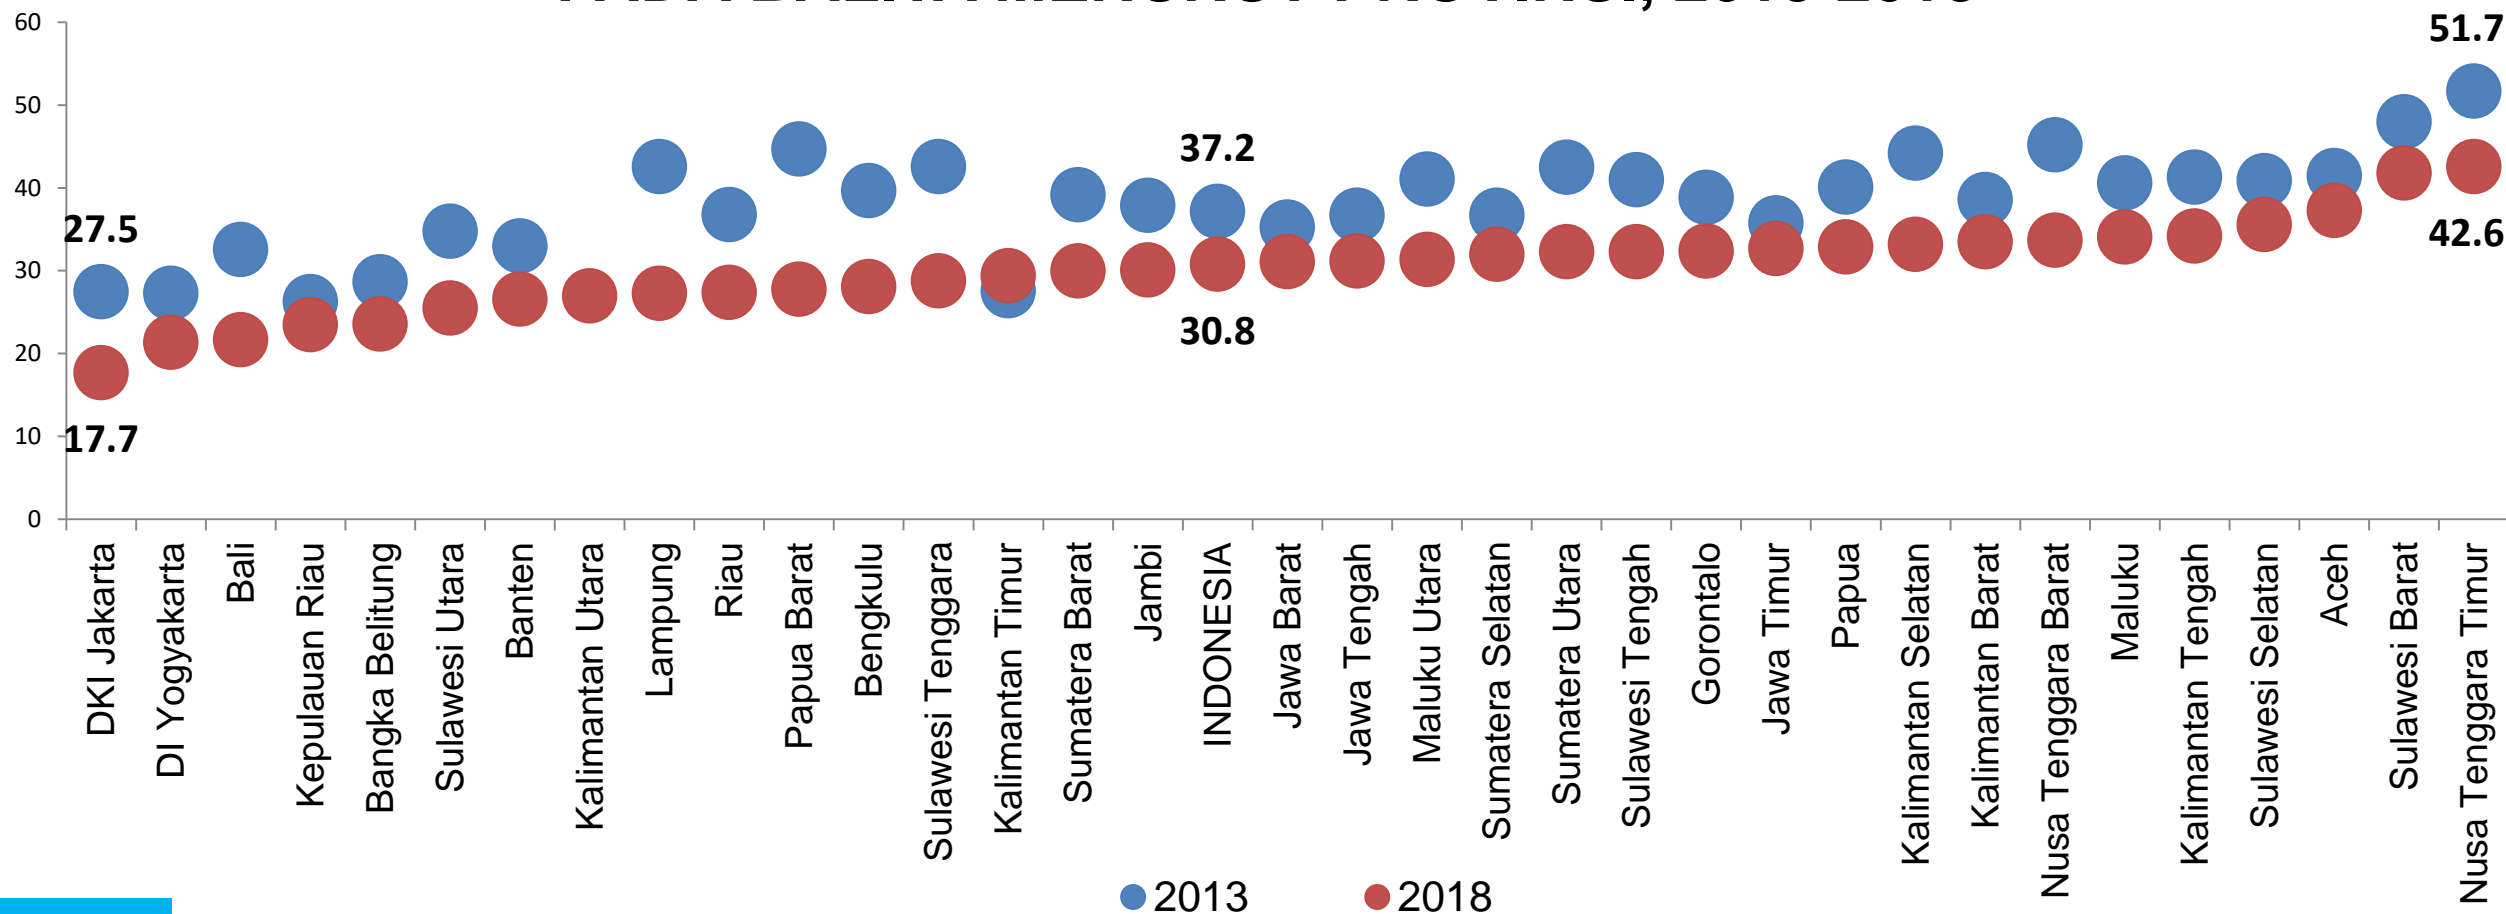 60
50
40
30
20
10
0
51.7
37.2
27.5
42.6
30.8
17.7
DKI Jakarta
DI Yogyakarta
Bali
Kepulauan Riau
Bangka Belitung
Sulawesi Utara
Banten
Kalimantan Utara
Lampung
Riau
Papua Barat
Bengkulu
Sulawesi Tenggara
Kalimantan Timur
Sumatera Barat
Jambi
INDONESIA
Jawa Barat
Jawa Tengah
Maluku Utara
Sumatera Selatan
Sumatera Utara
Sulawesi Tengah
Gorontalo
Jawa Timur
Papua
Kalimantan Selatan
Kalimantan Barat
Nusa Tenggara Barat
Maluku
Kalimantan Tengah
Sulawesi Selatan
Aceh
Sulawesi Barat
Nusa Tenggara Timur
2013
2018